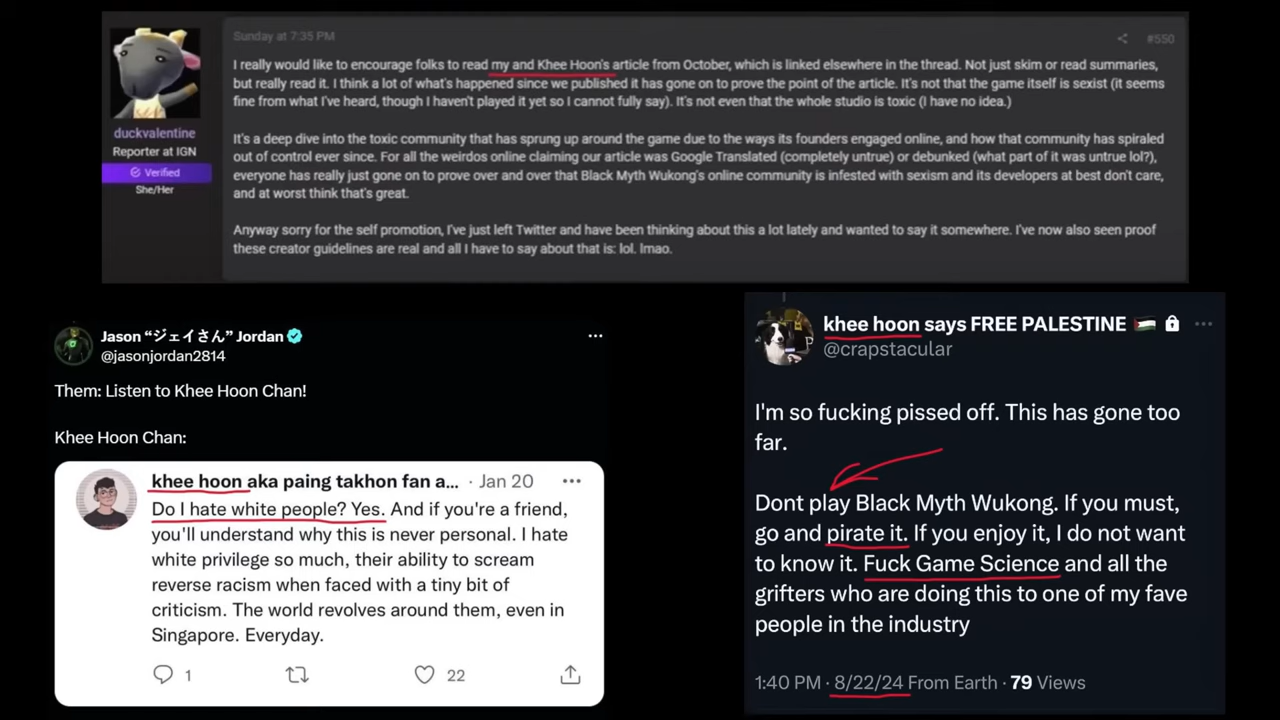 Sunday at 7:35 PM
#550
I really would like to encourage folks to read my and Khee Hoon's article from October, which is linked elsewhere in the thread. Not just skim or read summaries,
but really read it. I think a lot of what's happened since we published it has gone on to prove the point of the article. It's not that the game itself is sexist (it seems
fine from what I've heard, though I haven't played it yet so I cannot fully say). It's not even that the whole studio is toxic (I have no idea.)
duckvalentine
Reporter at IGN
Verified
She/Her
It's a deep dive into the toxic community that has sprung up around the game due to the ways its founders engaged online, and how that community has spiraled
out of control ever since. For all the weirdos online claiming our article was Google Translated (completely untrue) or debunked (what part of it was untrue lol?),
everyone has really just gone on to prove over and over that Black Myth Wukong's online community is infested with sexism and its developers at best don't care,
and at worst think that's great.
Anyway sorry for the self promotion, I've just left Twitter and have been thinking about this a lot lately and wanted to say it somewhere. I've now also seen proof
these creator guidelines are real and all I have to say about that is: lol. lmao.
Jason “ジェイさん” Jordan
@jasonjordan2814
Them: Listen to Khee Hoon Chan!
Khee Hoon Chan:
khee hoon aka paing takhon fan a... · Jan 20
Do I hate white people? Yes. And if you're a friend,
you'll understand why this is never personal. I hate
white privilege so much, their ability to scream
reverse racism when faced with a tiny bit of
criticism. The world revolves around them, even in
Singapore. Everyday.
1
22
khee hoon says FREE PALESTINE 🇵🇸
@crapstacular
I'm so fucking pissed off. This has gone too
far.
Dont play Black Myth Wukong. If you must,
go and pirate it. If you enjoy it, I do not want
to know it. Fuck Game Science and all the
grifters who are doing this to one of my fave
people in the industry
1:40 PM · 8/22/24 From Earth · 79 Views